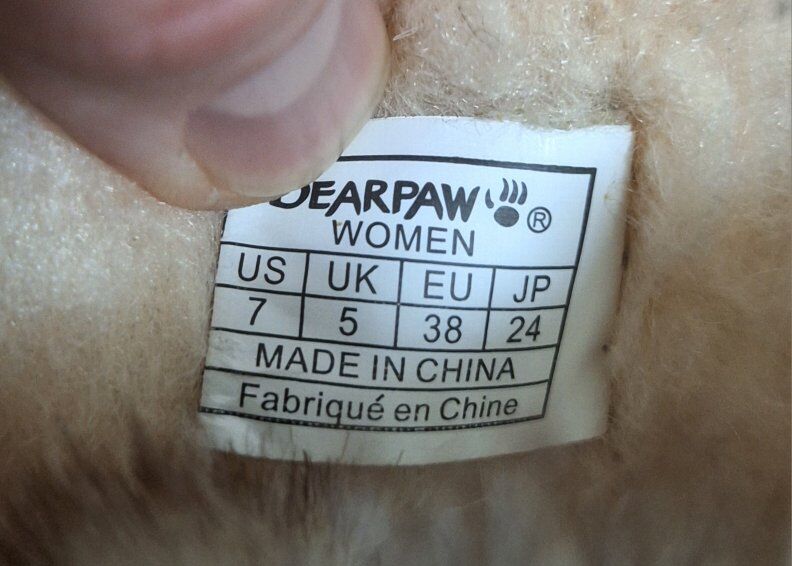 BEARPAW ®
WOMEN
US UK EU JP
7 5 38 24
MADE IN CHINA
Fabriqué en Chine